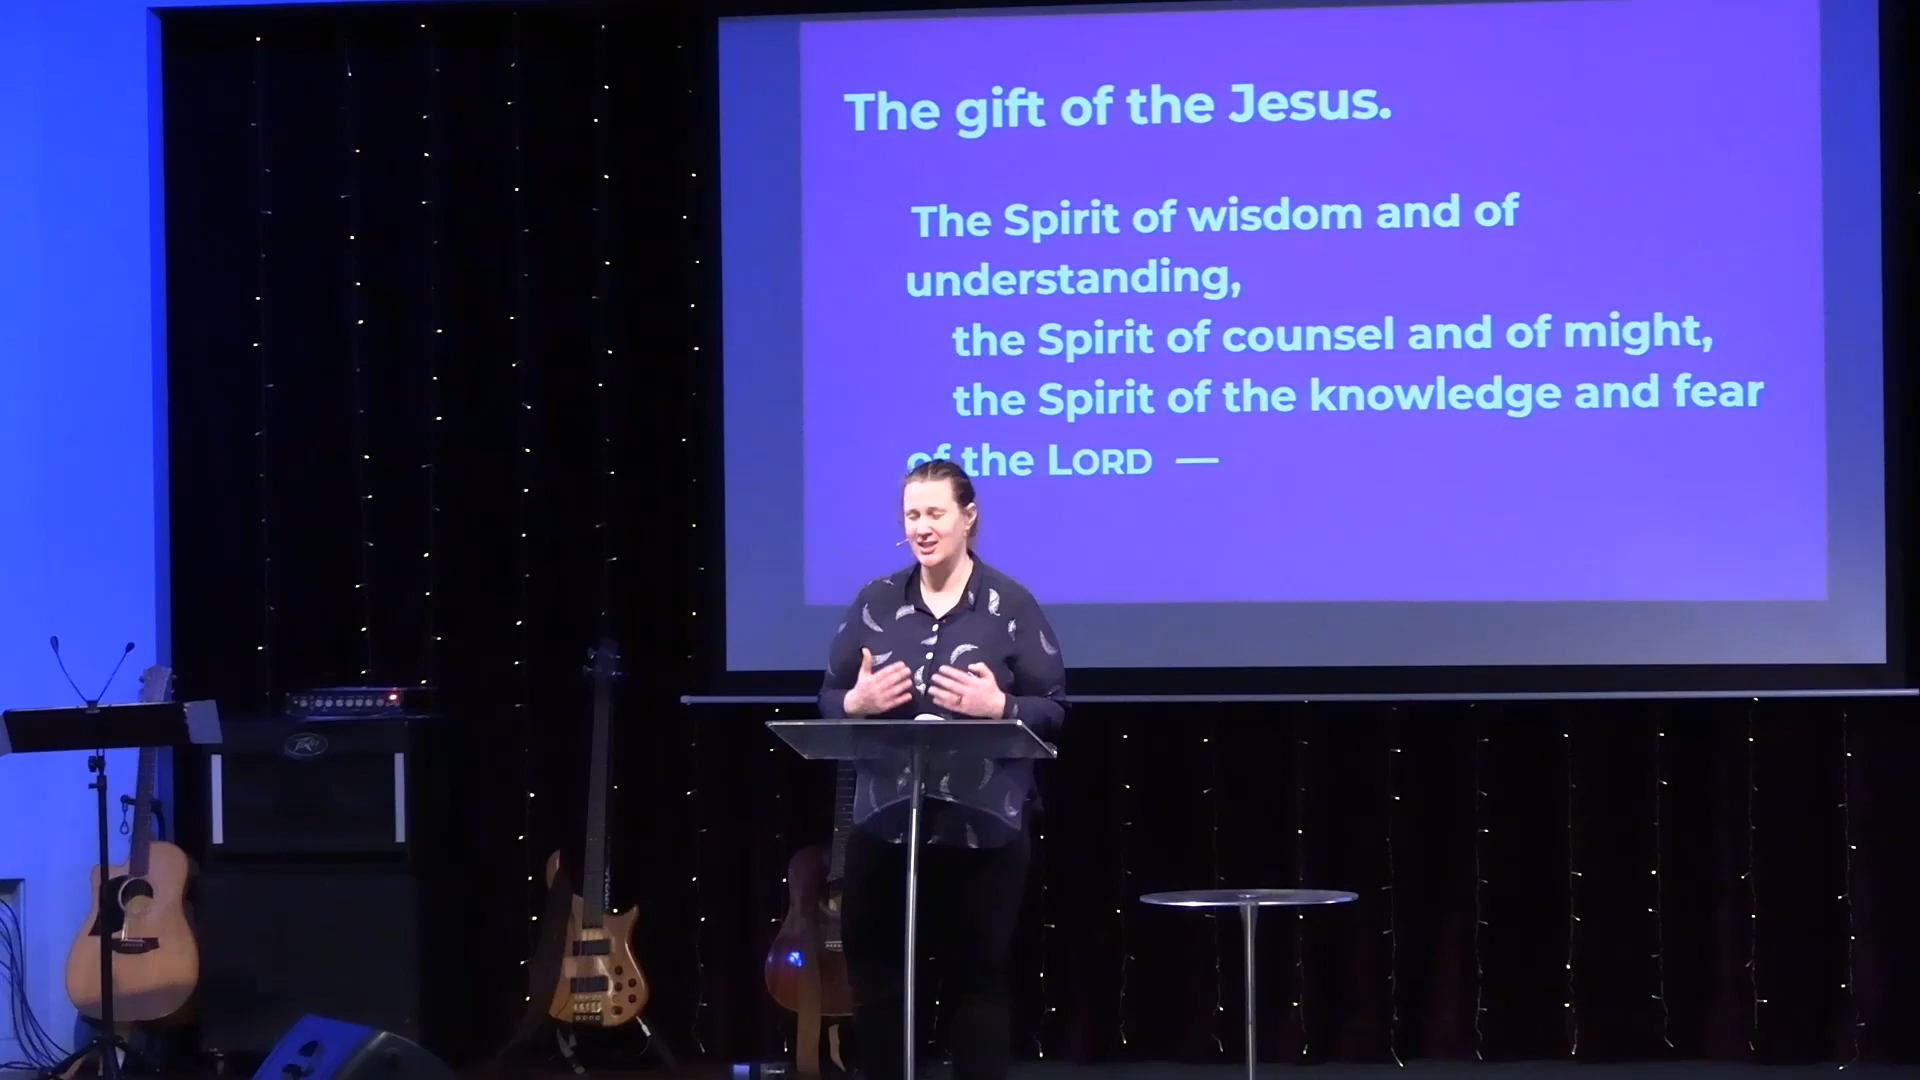 The gift of the Jesus.
The Spirit of wisdom and of
understanding,
the Spirit of counsel and of might,
the Spirit of the knowledge and fear
of the LORD —